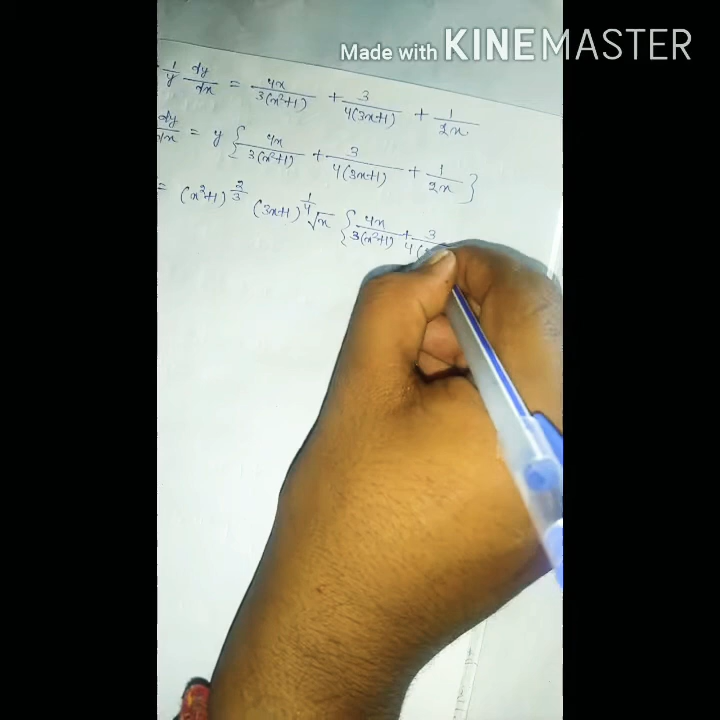 Made with KINEMASTER
1/y dy/dx = 4x/3(x²+1) + 3/4(3x+1) + 1/2x
dy/dx = y { 4x/3(x²+1) + 3/4(3x+1) + 1/2x }
= (x²+1)^2/3 (3x+1)^1/4 √x { 4x/3(x²+1) + 3/4(